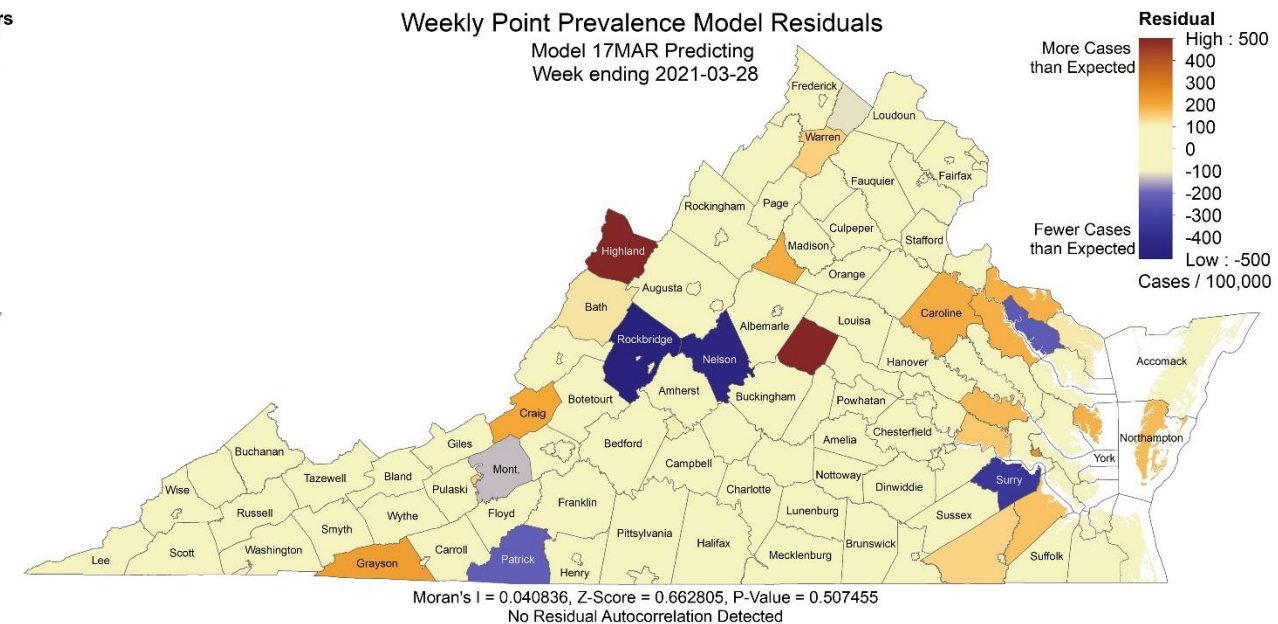 rs
Weekly Point Prevalence Model Residuals
Model 17MAR Predicting
Week ending 2021-03-28
Residual
More Cases
than Expected
Fewer Cases
than Expected
High : 500
400
300
200
100
0
-100
-200
-300
-400
Low : -500
Cases / 100,000
Frederick
Loudoun
Warren
Fairfax
Fauquier
Page
Rockingham
Culpeper
Madison
Stafford
Highland
Orange
Augusta
Bath
Caroline
Louisa
Albemarle
Rockbridge
Nelson
Hanover
Accomack
Amherst
Buckingham
Botetourt
Powhatan
Craig
Chesterfield
Amelia
Northampton
Giles
Bedford
Buchanan
York
Campbell
Mont.
Bland
Tazewell
Nottoway
Surry
Pulaski
Charlotte
Dinwiddie
Wise
Franklin
Lunenburg
Russell
Wythe
Floyd
Sussex
Smyth
Pittsylvania
Halifax
Brunswick
Washington
Carroll
Scott
Mecklenburg
Suffolk
Lee
Grayson
Patrick
Henry
Moran's I = 0.040836, Z-Score = 0.662805, P-Value = 0.507455
No Residual Autocorrelation Detected